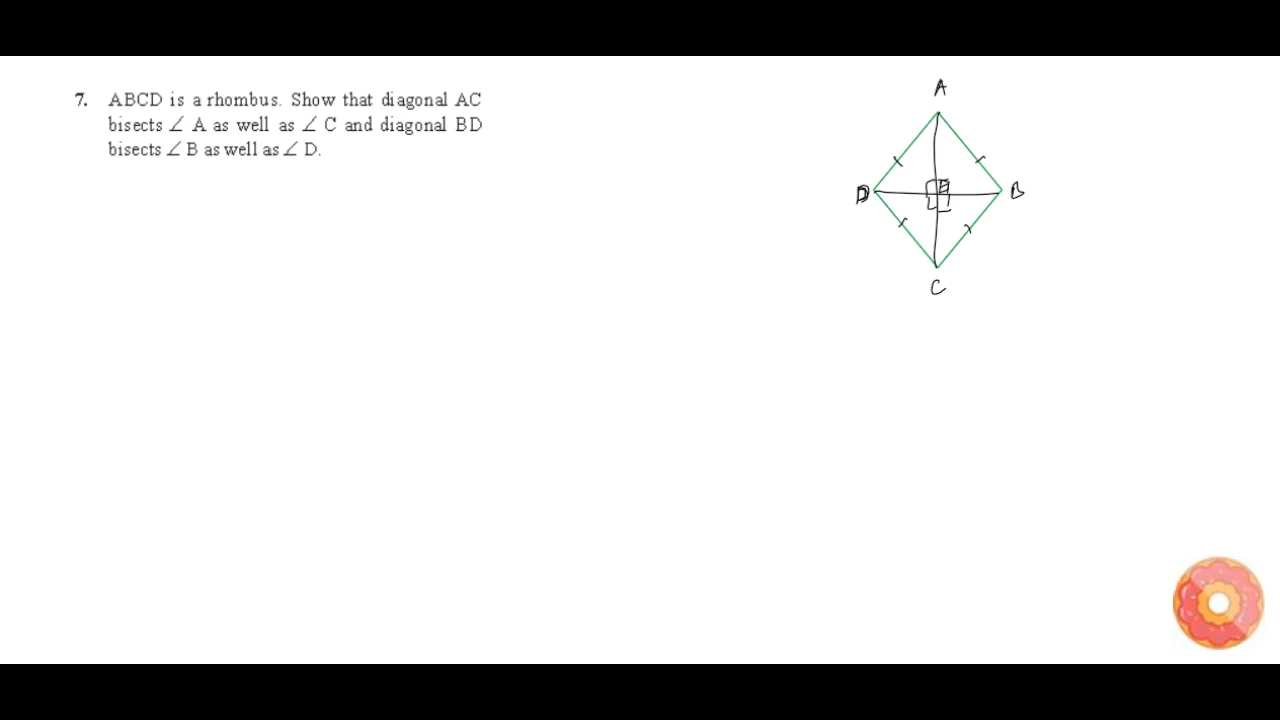 7. ABCD is a rhombus. Show that diagonal AC
bisects ∠ A as well as ∠ C and diagonal BD
bisects ∠ B as well as ∠ D.
A
D
B
C